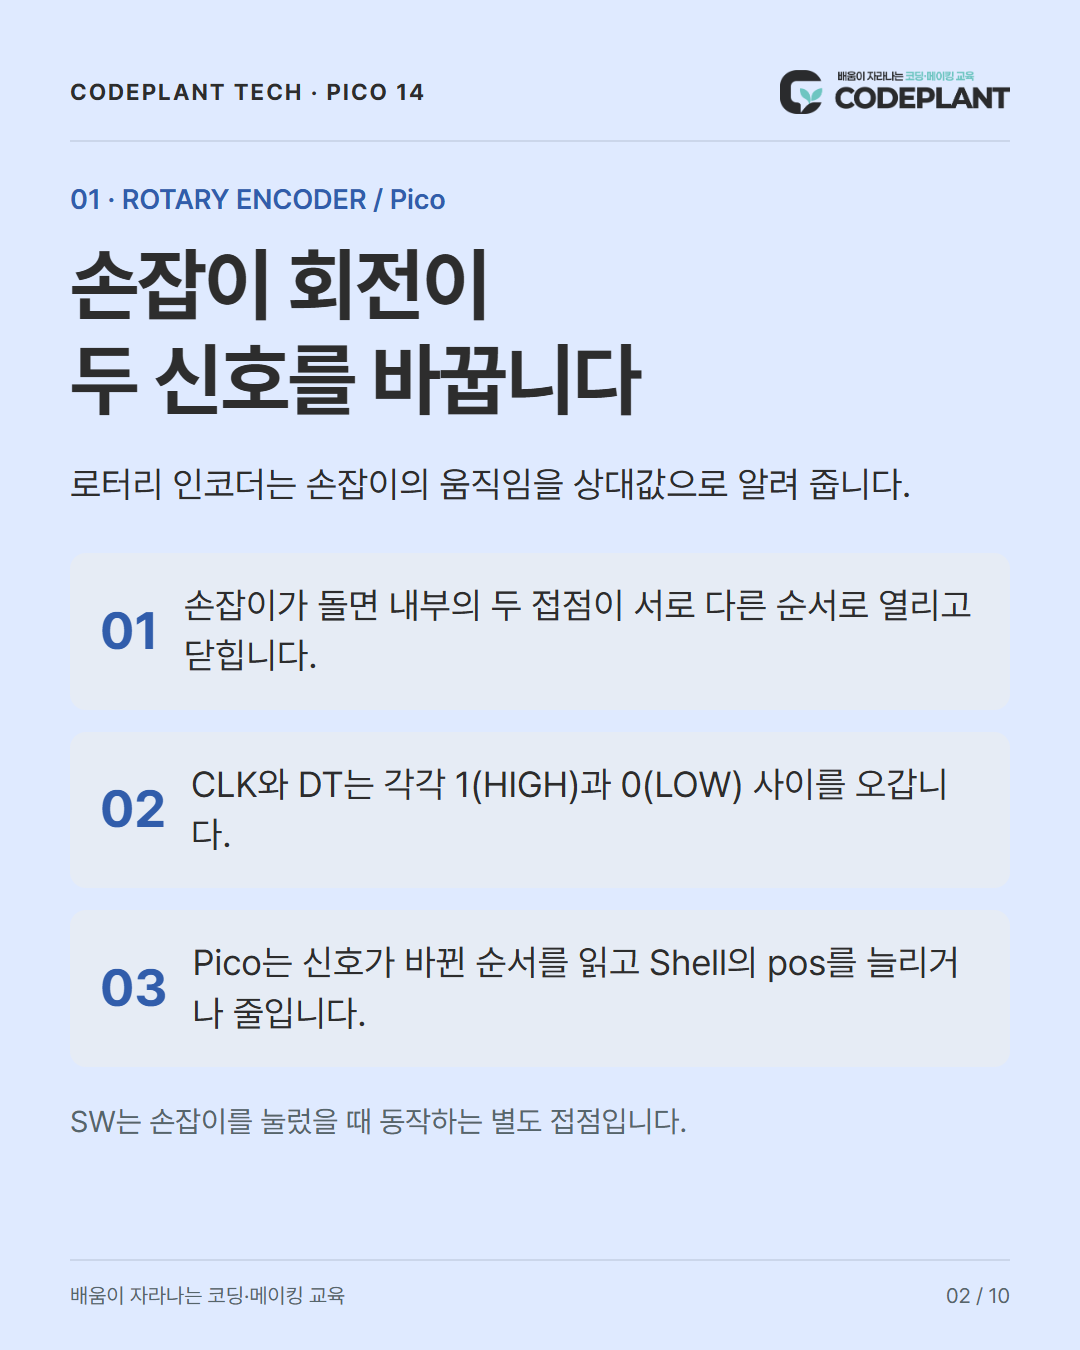 CODEPLANT TECH · PICO 14
배움이 자라나는 코딩·메이킹 교육
CODEPLANT
01 · ROTARY ENCODER / Pico
손잡이 회전이
두 신호를 바꿉니다
로터리 인코더는 손잡이의 움직임을 상대값으로 알려 줍니다.
01
손잡이가 돌면 내부의 두 접점이 서로 다른 순서로 열리고
닫힙니다.
02
CLK와 DT는 각각 1(HIGH)과 0(LOW) 사이를 오갑니
다.
03
Pico는 신호가 바뀐 순서를 읽고 Shell의 pos를 늘리거
나 줄입니다.
SW는 손잡이를 눌렀을 때 동작하는 별도 접점입니다.
배움이 자라나는 코딩·메이킹 교육
02 / 10